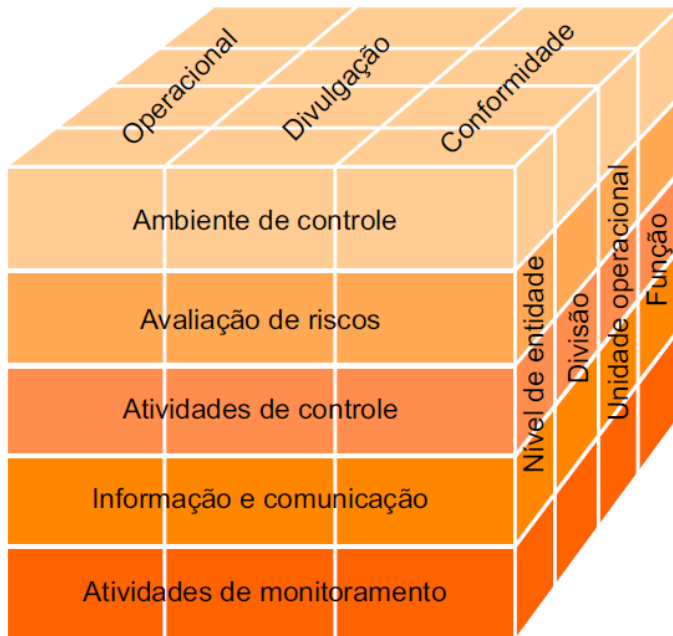 Operacional
Divulgação
Conformidade
Ambiente de controle
Avaliação de riscos
Atividades de controle
Informação e comunicação
Atividades de monitoramento
Nível de entidade
Divisão
Unidade operacional
Função